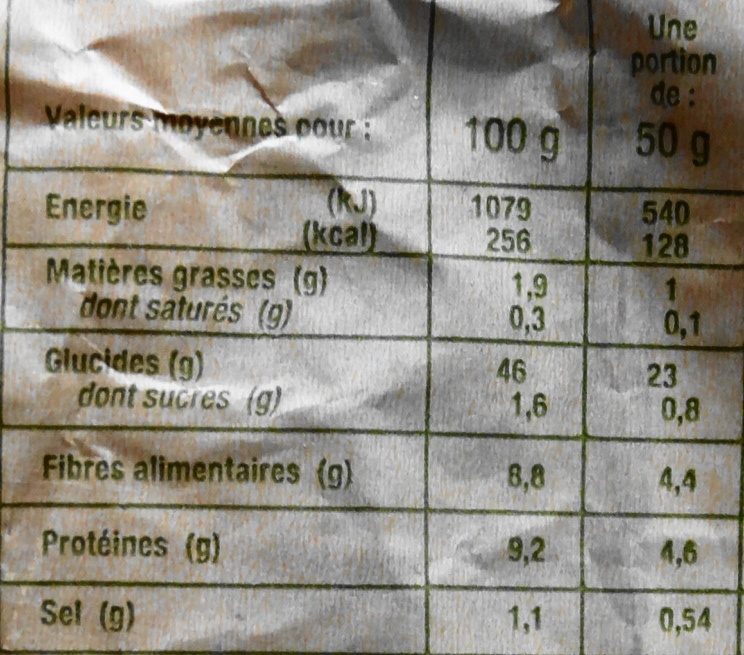 Une
portion
de :
Valeurs moyennes pour : 100 g 50 g
Energie (kJ) 1079 540
(kcal) 256 128
Matières grasses (g) 1,9 1
dont saturés (g) 0,3 0,1
Glucides (g) 46 23
dont sucres (g) 1,6 0,8
Fibres alimentaires (g) 8,8 4,4
Protéines (g) 9,2 4,6
Sel (g) 1,1 0,54